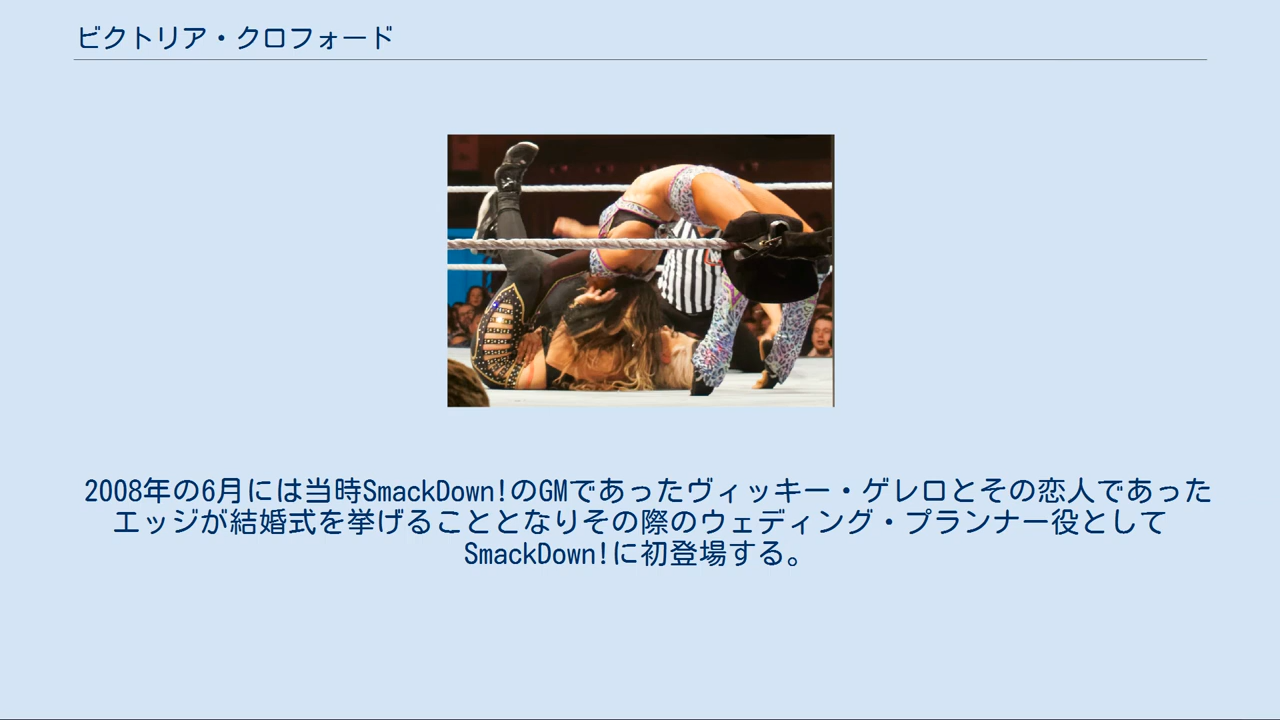 ビクトリア・クロフォード
2008年の6月には当時SmackDown!のGMであったヴィッキー・ゲレロとその恋人であった
エッジが結婚式を挙げることとなりその際のウェディング・プランナー役として
SmackDown!に初登場する。